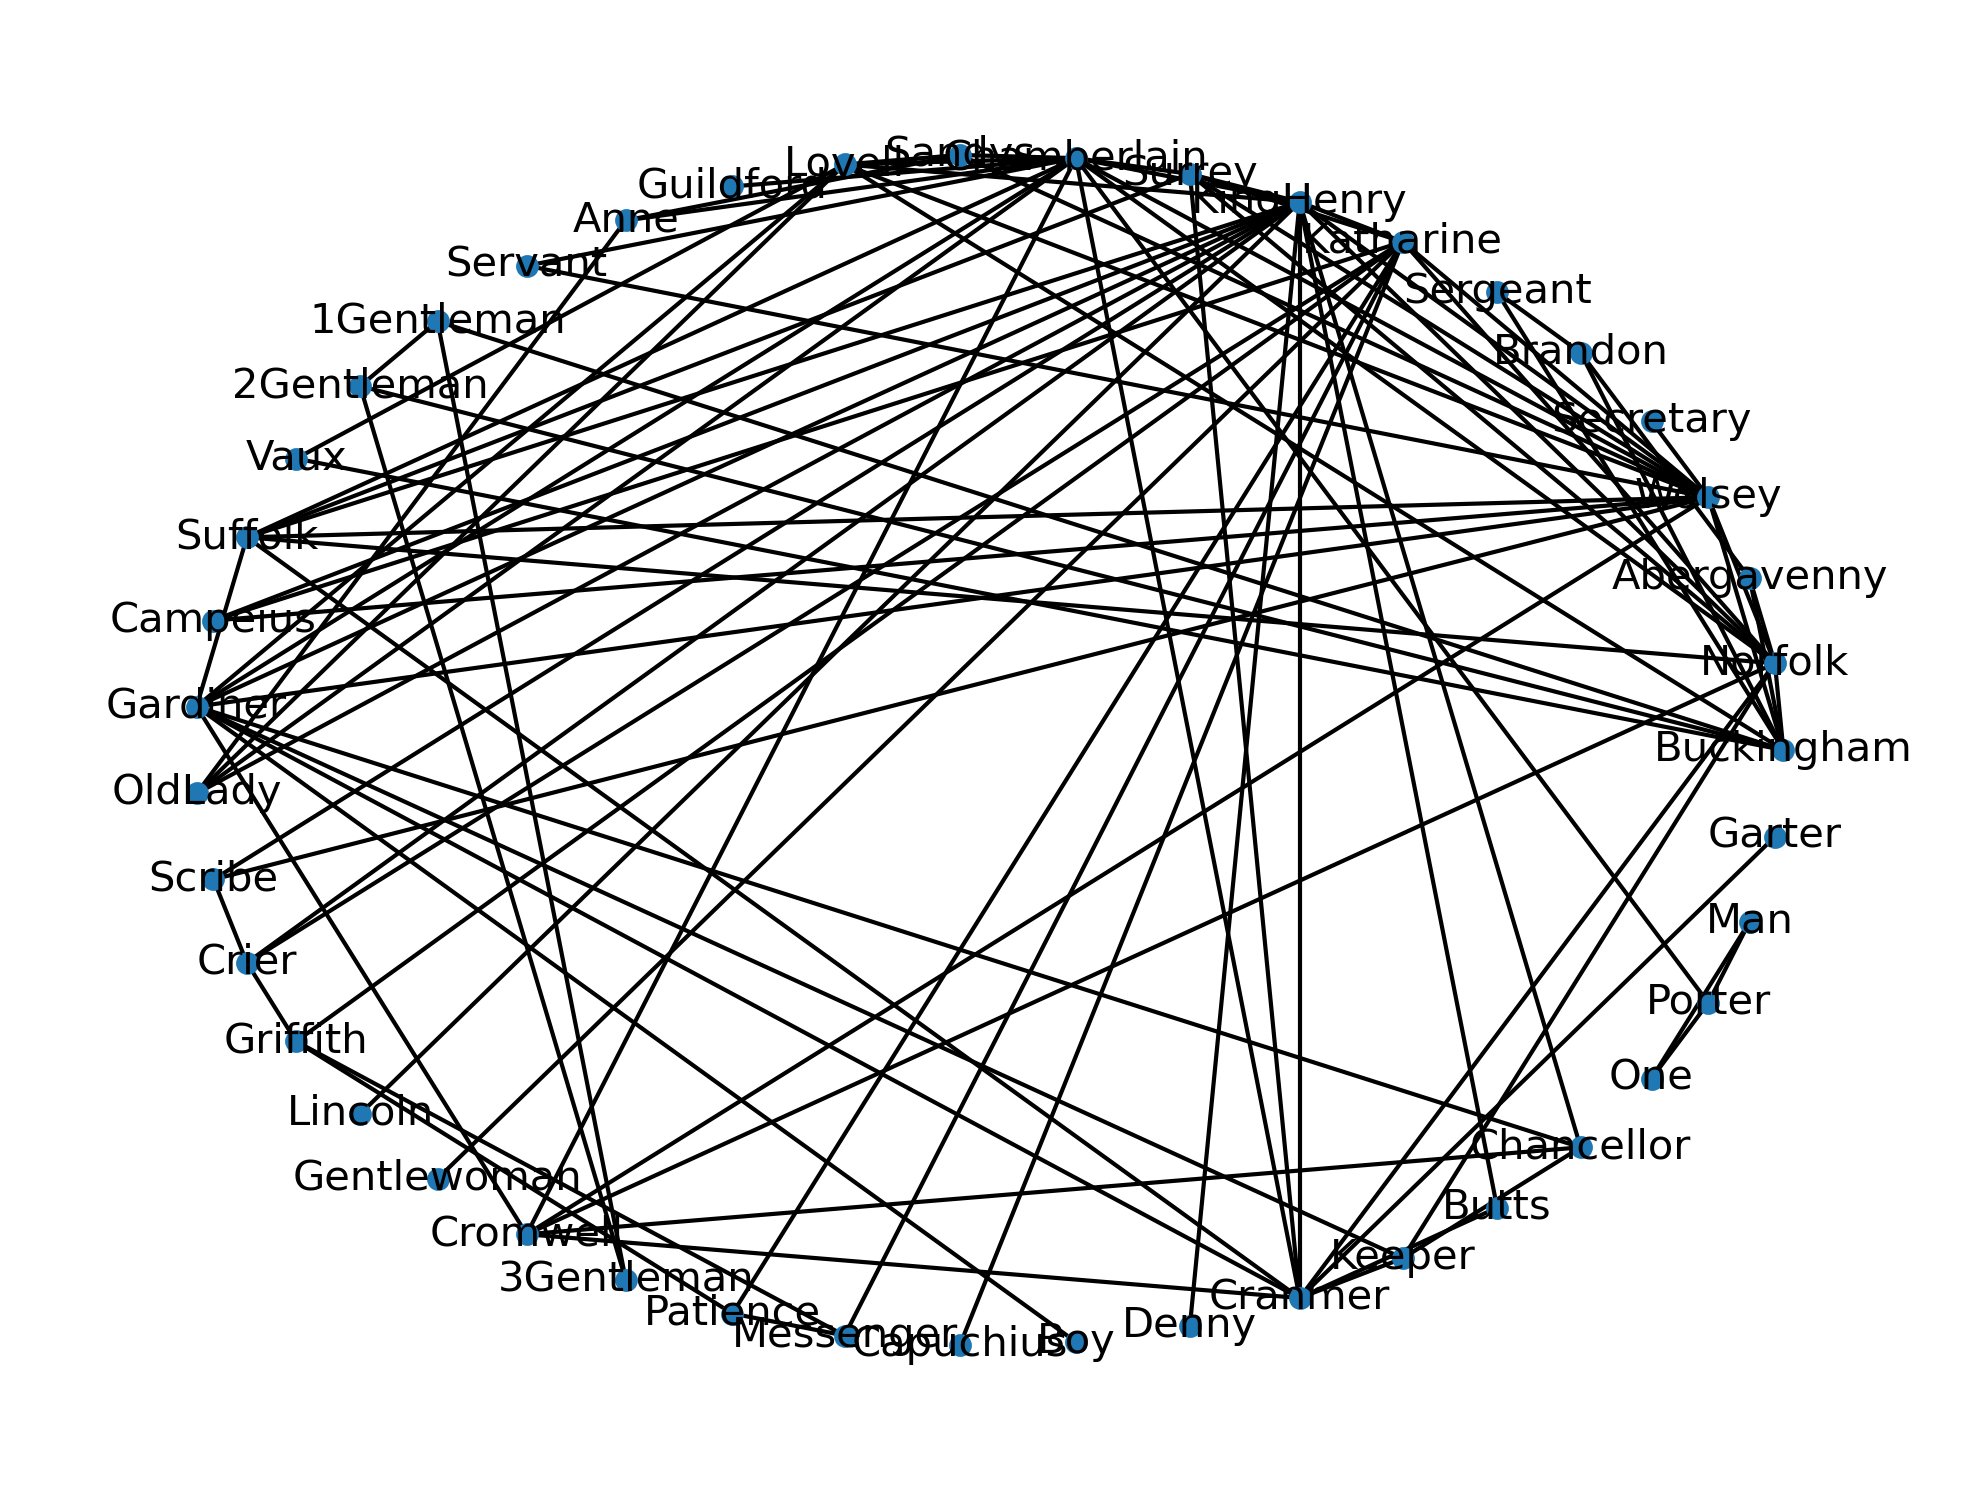 Sandys
Chamberlain
Lovell
Surrey
Guildford
KingHenry
Anne
Katharine
Servant
Sergeant
1Gentleman
Brandon
2Gentleman
Secretary
Vaux
Wolsey
Suffolk
Abergavenny
Campeius
Norfolk
Gardiner
Buckingham
OldLady
Garter
Scribe
Man
Crier
Porter
Griffith
One
Lincoln
Chancellor
Gentlewoman
Butts
Cromwell
Keeper
3Gentleman
Cranmer
Patience
Denny
Messenger
Capuchius
Boy